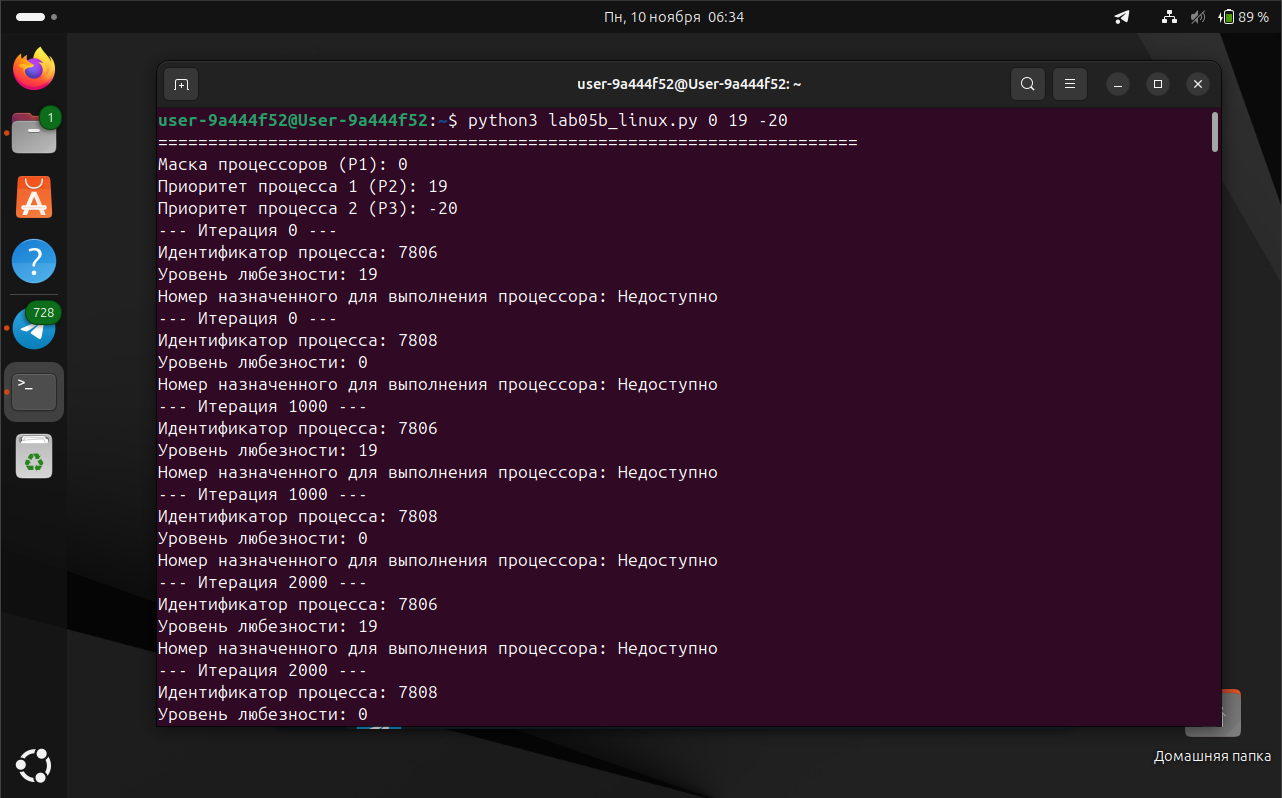 Пн, 10 ноября 06:34
89 %
1
728
user-9a444f52@User-9a444f52: ~
user-9a444f52@User-9a444f52:~$ python3 lab05b_linux.py 0 19 -20
======================================================================
Маска процессоров (P1): 0
Приоритет процесса 1 (P2): 19
Приоритет процесса 2 (P3): -20
--- Итерация 0 ---
Идентификатор процесса: 7806
Уровень любезности: 19
Номер назначенного для выполнения процессора: Недоступно
--- Итерация 0 ---
Идентификатор процесса: 7808
Уровень любезности: 0
Номер назначенного для выполнения процессора: Недоступно
--- Итерация 1000 ---
Идентификатор процесса: 7806
Уровень любезности: 19
Номер назначенного для выполнения процессора: Недоступно
--- Итерация 1000 ---
Идентификатор процесса: 7808
Уровень любезности: 0
Номер назначенного для выполнения процессора: Недоступно
--- Итерация 2000 ---
Идентификатор процесса: 7806
Уровень любезности: 19
Номер назначенного для выполнения процессора: Недоступно
--- Итерация 2000 ---
Идентификатор процесса: 7808
Уровень любезности: 0
Домашняя папка